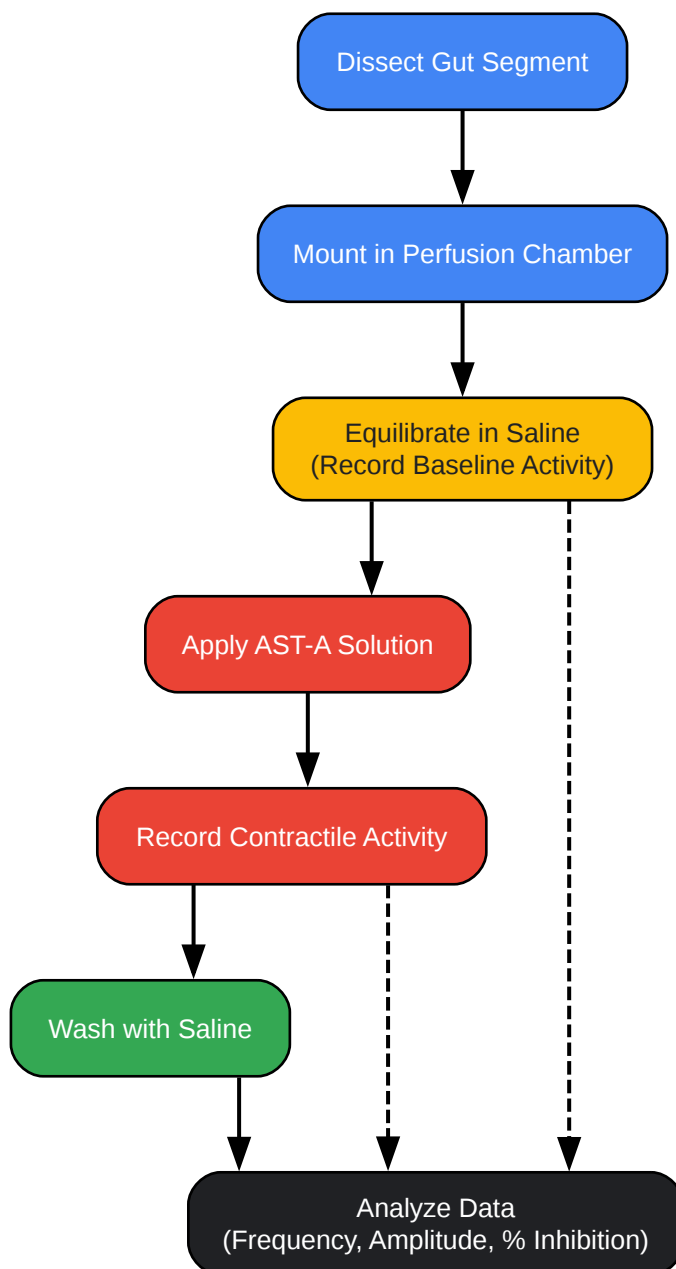 Dissect Gut Segment
Mount in Perfusion Chamber
Equilibrate in Saline
(Record Baseline Activity)
Apply AST-A Solution
Record Contractile Activity
Wash with Saline
Analyze Data
(Frequency, Amplitude, % Inhibition)